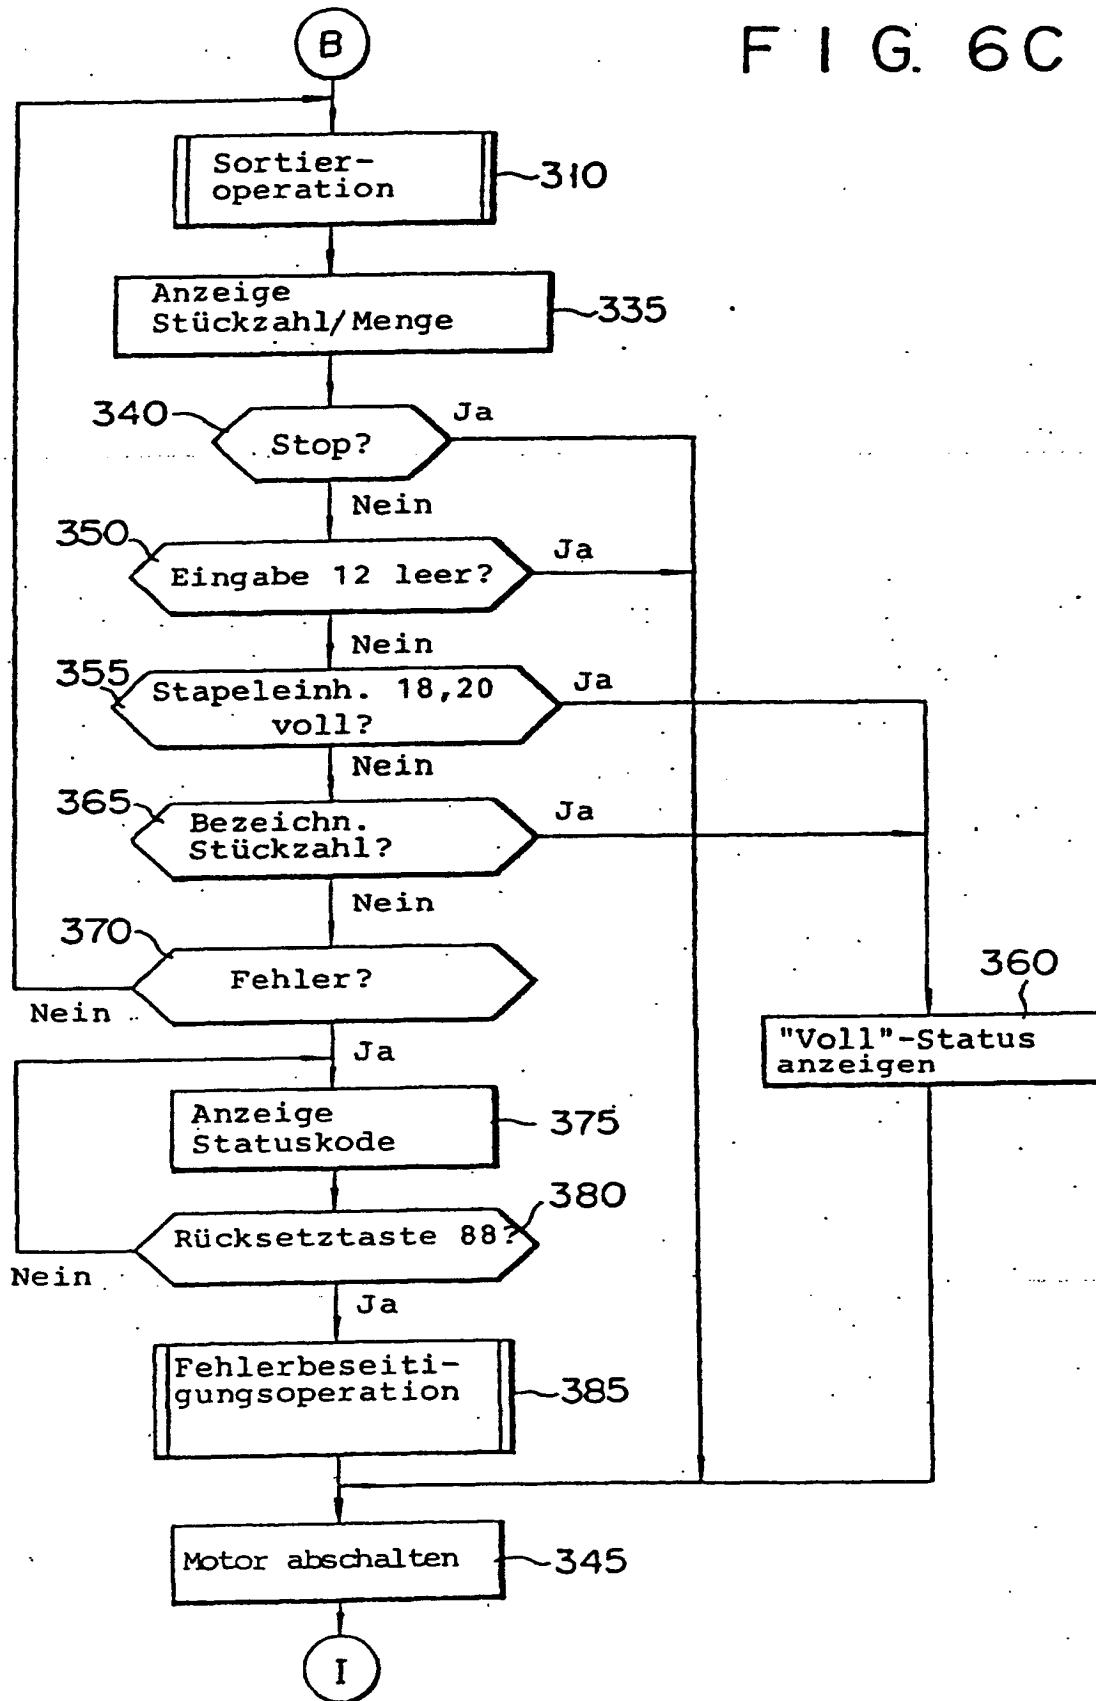 B
F I G. 6C
Sortier-
operation
310
Anzeige
Stückzahl/Menge
335
340
Ja
Stop?
Nein
350
Ja
Eingabe 12 leer?
Nein
355
Stapeleinh. 18,20
voll?
Ja
Nein
365
Bezeichn.
Stückzahl?
Ja
Nein
370
Fehler?
Nein
360
"Voll"-Status
anzeigen
Ja
Anzeige
Statuskode
375
380
Rücksetztaste 88?
Nein
Ja
Fehlerbeseiti-
gungsoperation
385
Motor abschalten
345
I